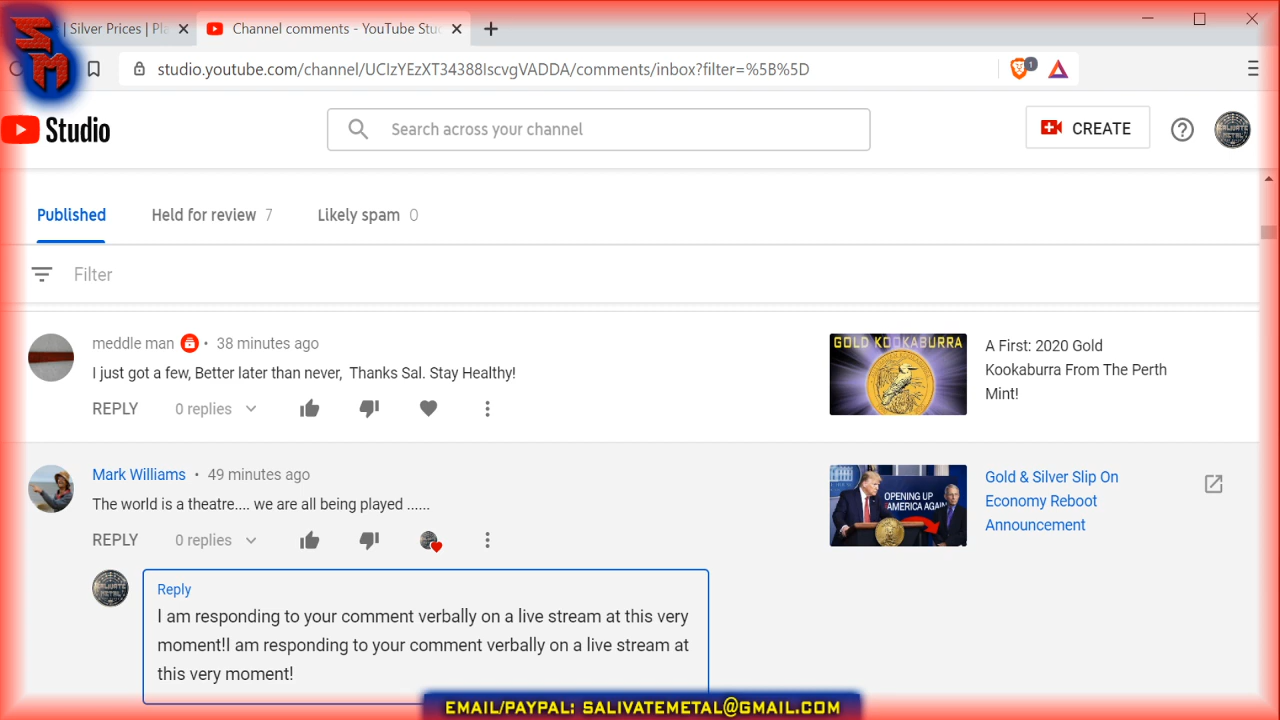 SM
| Silver Prices | Pla
Channel comments - YouTube Stud
studio.youtube.com/channel/UCIzYEzXT34388IscvgVADDA/comments/inbox?filter=%5B%5D
1
Studio
Search across your channel
CREATE
Published
Held for review 7
Likely spam 0
Filter
meddle man • 38 minutes ago
I just got a few, Better later than never, Thanks Sal. Stay Healthy!
REPLY
0 replies
GOLD KOOKABURRA
A First: 2020 Gold
Kookaburra From The Perth
Mint!
Mark Williams • 49 minutes ago
The world is a theatre.... we are all being played ......
REPLY
0 replies
OPENING UP
AMERICA AGAIN
Gold & Silver Slip On
Economy Reboot
Announcement
SALIVATE
METAL
Reply
I am responding to your comment verbally on a live stream at this very
moment!I am responding to your comment verbally on a live stream at
this very moment!
EMAIL/PAYPAL: SALIVATEMETAL@GMAIL.COM